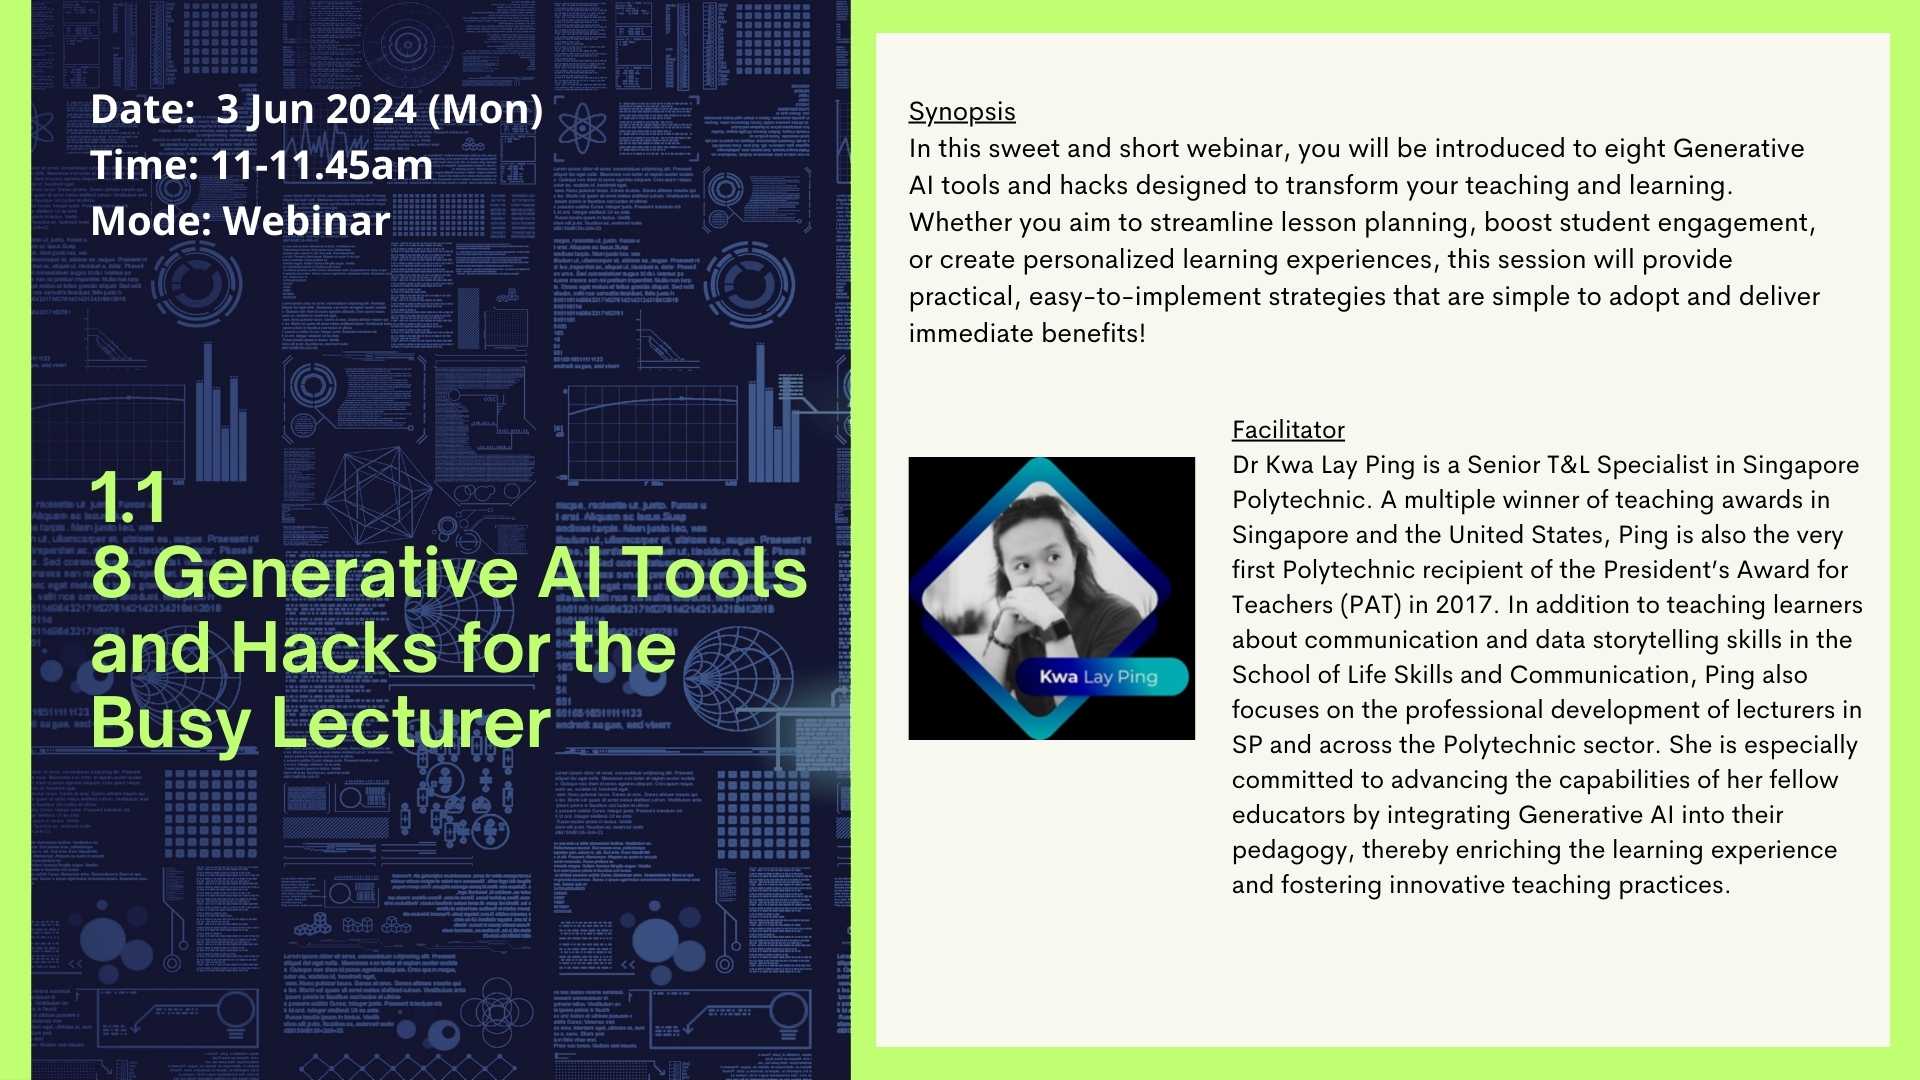 Date:  3 Jun 2024 (Mon)
Time: 11-11.45am
Mode: Webinar
1.1
8 Generative AI Tools
and Hacks for the
Busy Lecturer
Synopsis
In this sweet and short webinar, you will be introduced to eight Generative
AI tools and hacks designed to transform your teaching and learning.
Whether you aim to streamline lesson planning, boost student engagement,
or create personalized learning experiences, this session will provide
practical, easy-to-implement strategies that are simple to adopt and deliver
immediate benefits!
Kwa Lay Ping
Facilitator
Dr Kwa Lay Ping is a Senior T&L Specialist in Singapore
Polytechnic. A multiple winner of teaching awards in
Singapore and the United States, Ping is also the very
first Polytechnic recipient of the President’s Award for
Teachers (PAT) in 2017. In addition to teaching learners
about communication and data storytelling skills in the
School of Life Skills and Communication, Ping also
focuses on the professional development of lecturers in
SP and across the Polytechnic sector. She is especially
committed to advancing the capabilities of her fellow
educators by integrating Generative AI into their
pedagogy, thereby enriching the learning experience
and fostering innovative teaching practices.